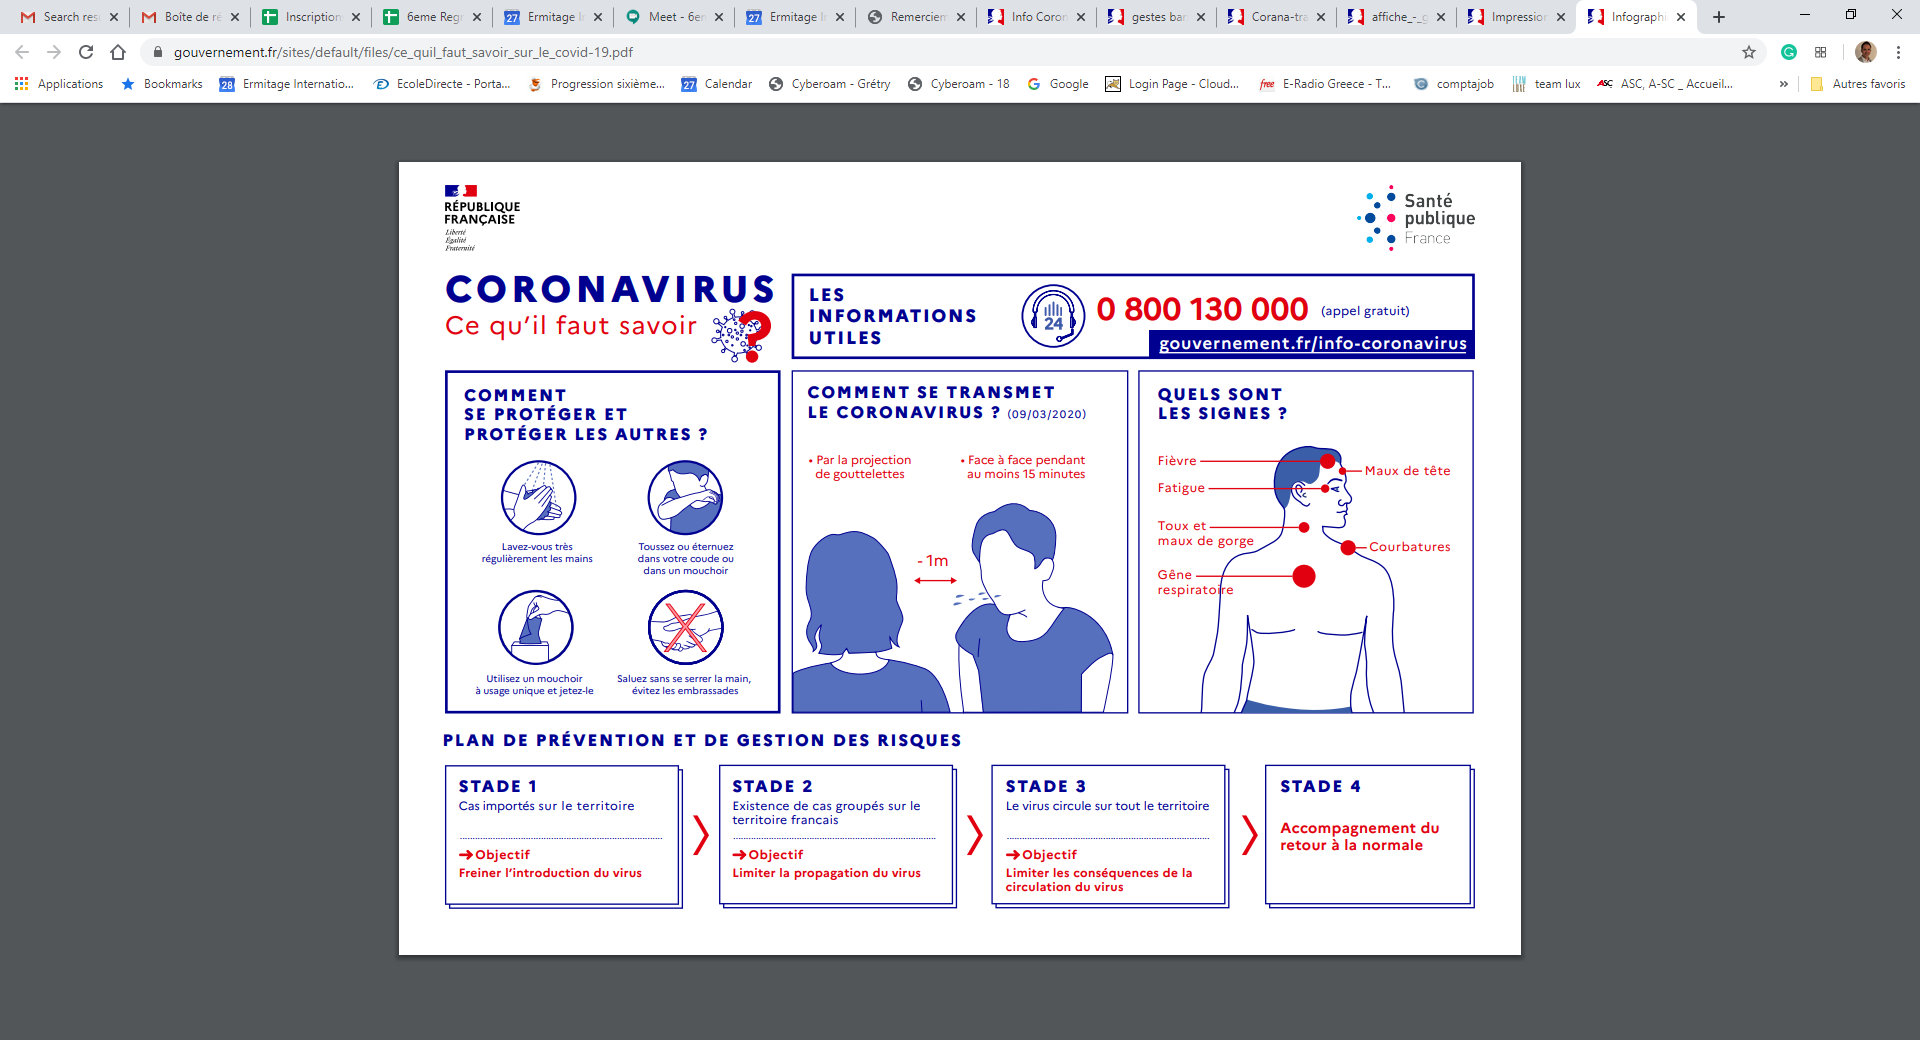 Search res
Boîte de ré
Inscription
6eme Regr
Ermitage I
Meet - 6em
Ermitage I
Remerciem
Info Coron
gestes bar
Corana-tra
affiche_-_g
Impression
Infographi
gouvernement.fr/sites/default/files/ce_quil_faut_savoir_sur_le_covid-19.pdf
Applications
Bookmarks
Ermitage Internatio...
EcoleDirecte - Porta...
Progression sixième...
Calendar
Cyberoam - Grétry
Cyberoam - 18
Google
Login Page - Cloud...
free E-Radio Greece - T...
comptajob
team lux
ASC ASC, A-SC _ Accueil...
»
Autres favoris
RÉPUBLIQUE
FRANÇAISE
Liberté
Égalité
Fraternité
Santé
publique
France
CORONAVIRUS
Ce qu'il faut savoir
?
LES
INFORMATIONS
UTILES
24
0 800 130 000 (appel gratuit)
gouvernement.fr/info-coronavirus
COMMENT
SE PROTÉGER ET
PROTÉGER LES AUTRES ?
Lavez-vous très
régulièrement les mains
Toussez ou éternuez
dans votre coude ou
dans un mouchoir
Utilisez un mouchoir
à usage unique et jetez-le
Saluez sans se serrer la main,
évitez les embrassades
COMMENT SE TRANSMET
LE CORONAVIRUS ? (09/03/2020)
• Par la projection
de gouttelettes
• Face à face pendant
au moins 15 minutes
- 1m
QUELS SONT
LES SIGNES ?
Fièvre
Maux de tête
Fatigue
Toux et
maux de gorge
Courbatures
Gêne
respiratoire
PLAN DE PRÉVENTION ET DE GESTION DES RISQUES
STADE 1
Cas importés sur le territoire
➔ Objectif
Freiner l'introduction du virus
STADE 2
Existence de cas groupés sur le
territoire francais
➔ Objectif
Limiter la propagation du virus
STADE 3
Le virus circule sur tout le territoire
➔ Objectif
Limiter les conséquences de la
circulation du virus
STADE 4
Accompagnement du
retour à la normale